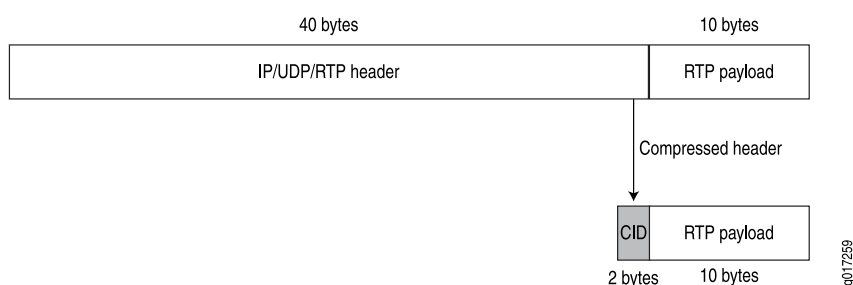 40 bytes
10 bytes
IP/UDP/RTP header
RTP payload
Compressed header
CID
RTP payload
2 bytes
10 bytes
g017259